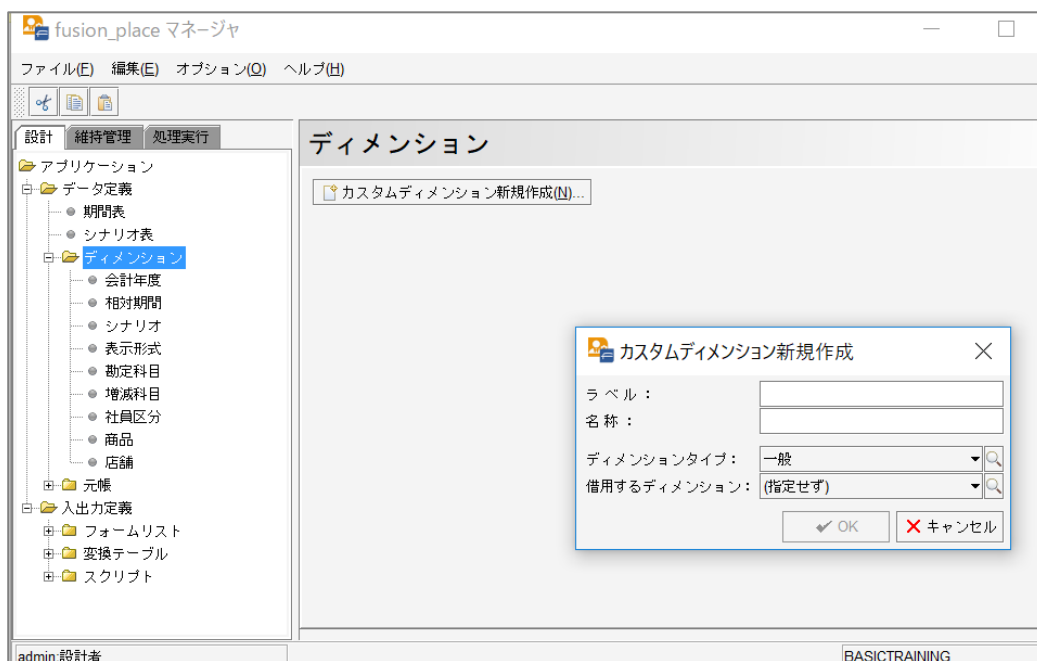 fusion_place マネージャ
ファイル(F) 編集(E) オプション(O) ヘルプ(H)
設計 維持管理 処理実行
アプリケーション
データ定義
期間表
シナリオ表
ディメンション
会計年度
相対期間
シナリオ
表示形式
勘定科目
増減科目
社員区分
商品
店舗
元帳
入出力定義
フォームリスト
変換テーブル
スクリプト
ディメンション
カスタムディメンション新規作成(N)...
カスタムディメンション新規作成
ラベル：
名称：
ディメンションタイプ： 一般
借用するディメンション： (指定せず)
OK キャンセル
admin:設計者 BASICTRAINING